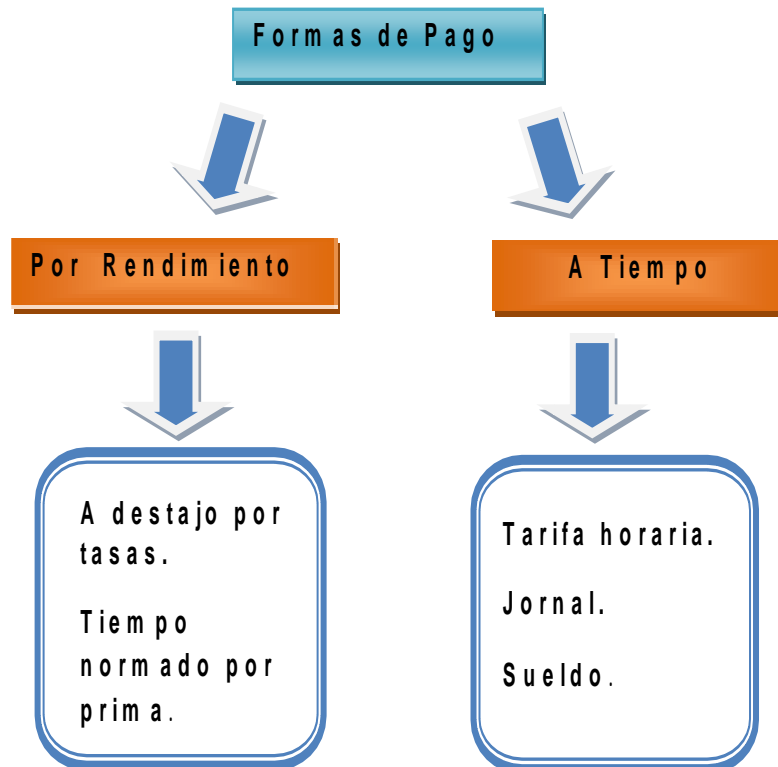 Formas de Pago
Por Rendimiento
A Tiempo
A destajo por
tasas.
Tiempo
normado por
prima.
Tarifa horaria.
Jornal.
Sueldo.